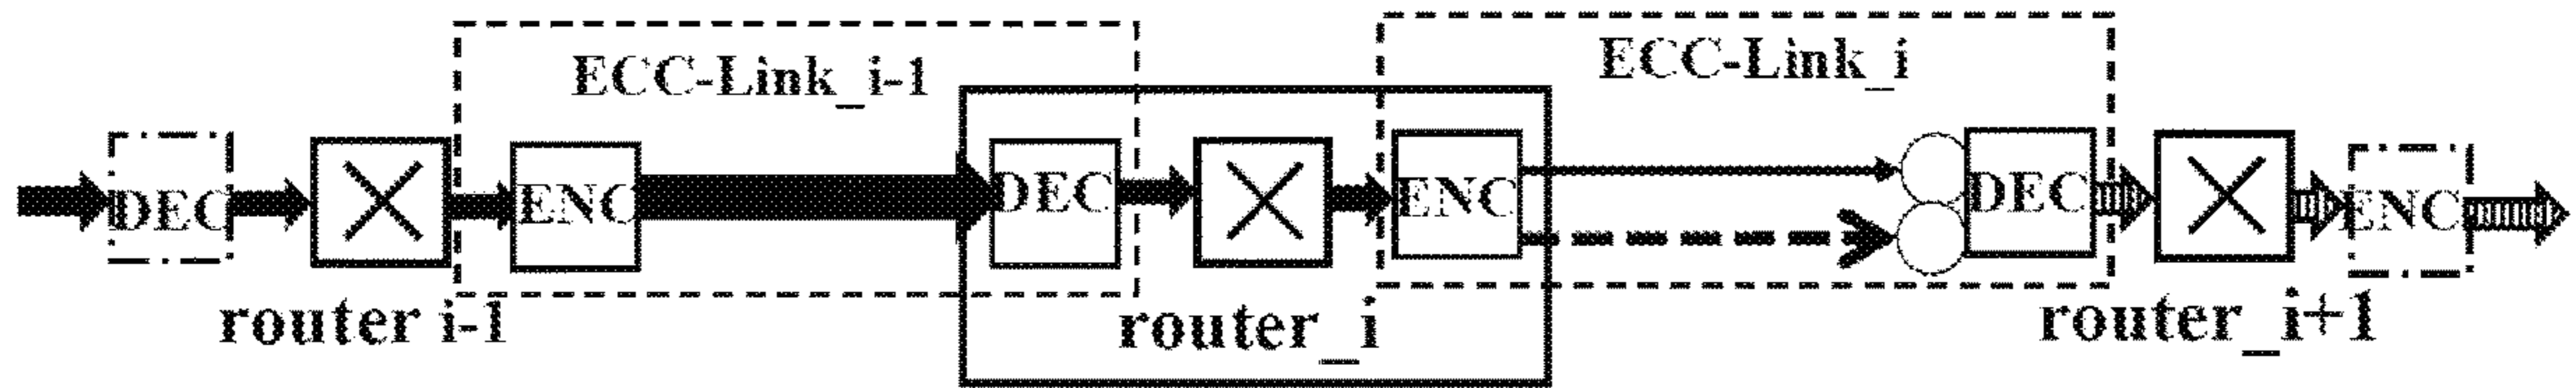 ECC-Link_i-1
ECC-Link_i
DEC
ENC
DEC
ENC
DEC
ENC
router i-1
router_i
router_i+1